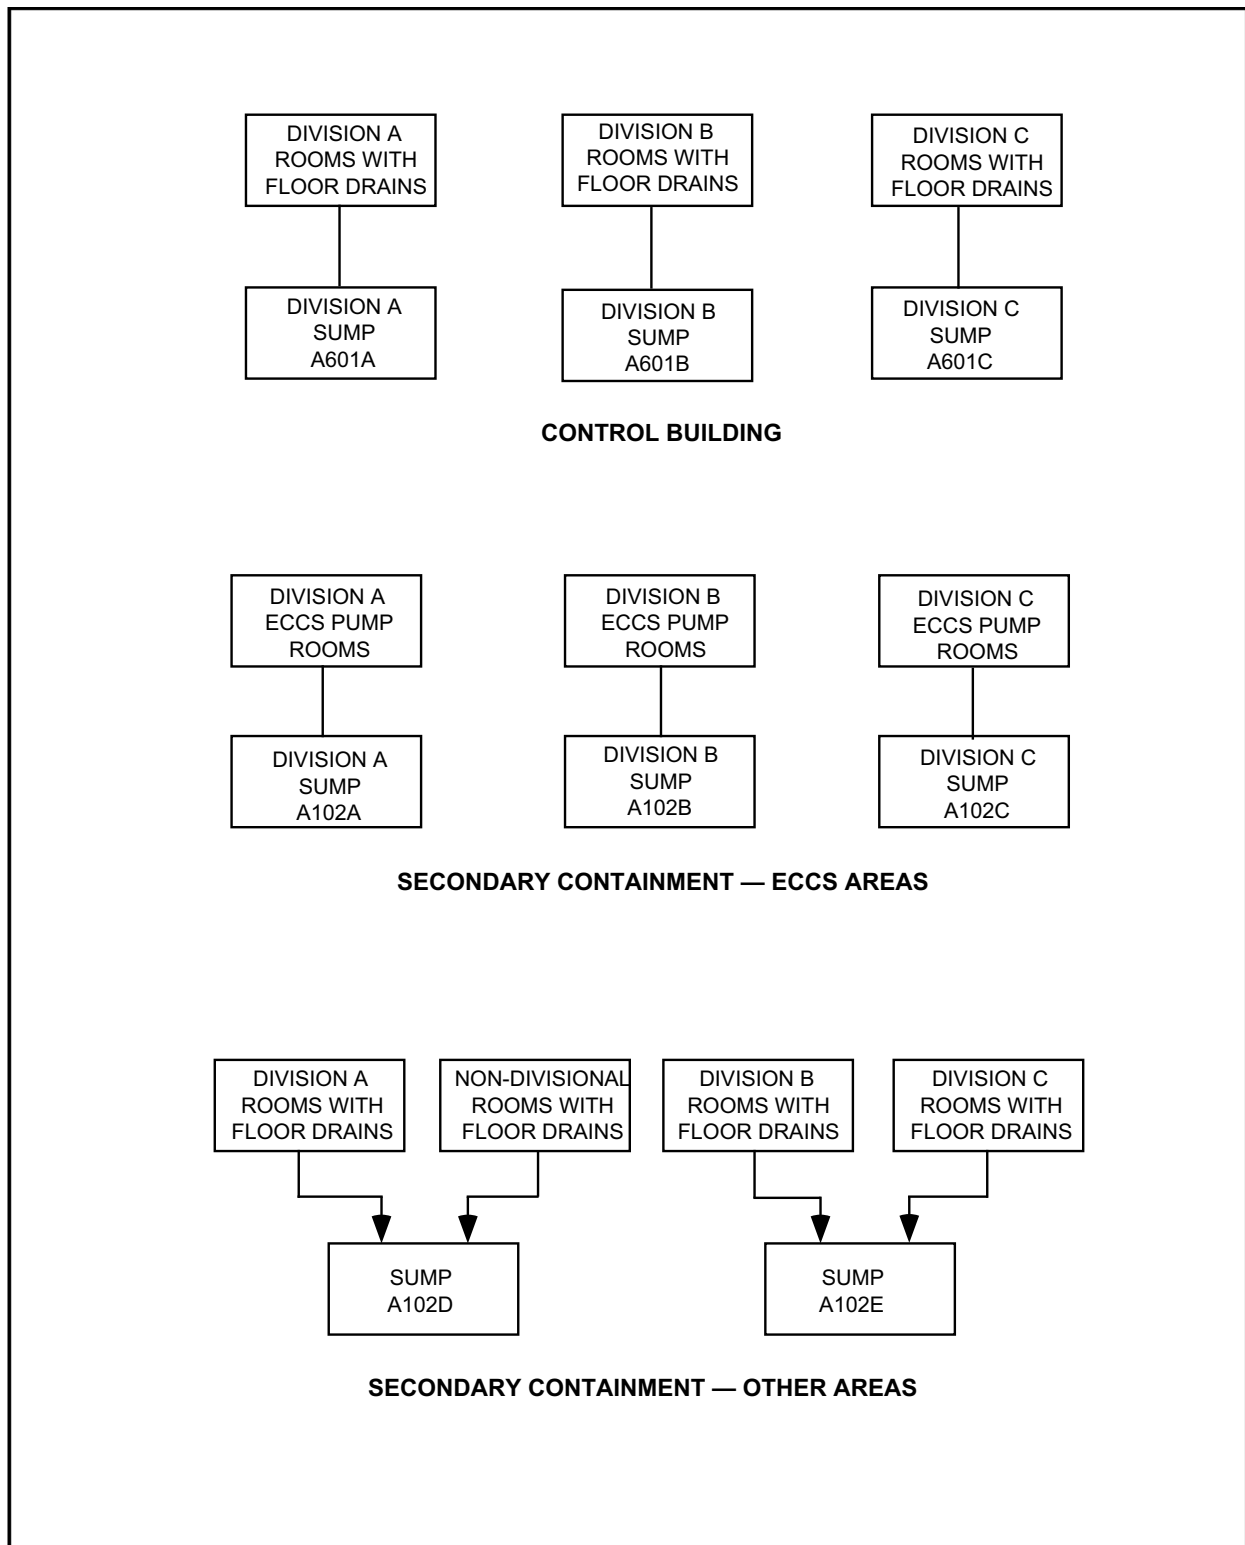 DIVISION A
ROOMS WITH
FLOOR DRAINS
DIVISION B
ROOMS WITH
FLOOR DRAINS
DIVISION C
ROOMS WITH
FLOOR DRAINS
DIVISION A
SUMP
A601A
DIVISION B
SUMP
A601B
DIVISION C
SUMP
A601C
CONTROL BUILDING
DIVISION A
ECCS PUMP
ROOMS
DIVISION B
ECCS PUMP
ROOMS
DIVISION C
ECCS PUMP
ROOMS
DIVISION A
SUMP
A102A
DIVISION B
SUMP
A102B
DIVISION C
SUMP
A102C
SECONDARY CONTAINMENT — ECCS AREAS
DIVISION A
ROOMS WITH
FLOOR DRAINS
NON-DIVISIONAL
ROOMS WITH
FLOOR DRAINS
DIVISION B
ROOMS WITH
FLOOR DRAINS
DIVISION C
ROOMS WITH
FLOOR DRAINS
SUMP
A102D
SUMP
A102E
SECONDARY CONTAINMENT — OTHER AREAS